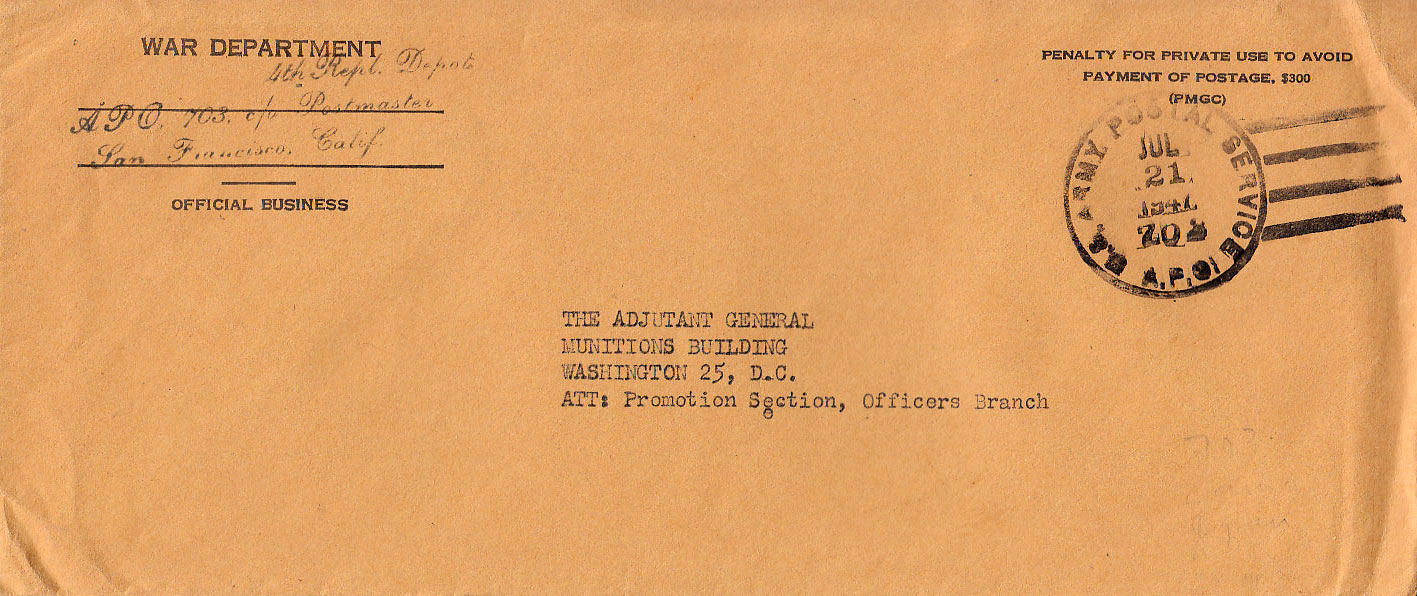 WAR DEPARTMENT
4th Repl. Depot
A P O. 703. c/o Postmaster
San Francisco, Calif.
OFFICIAL BUSINESS
PENALTY FOR PRIVATE USE TO AVOID
PAYMENT OF POSTAGE, $300
(PMGC)
U.S. ARMY POSTAL SERVICE
JUL
21
1947
703
A.P.O.
THE ADJUTANT GENERAL
MUNITIONS BUILDING
WASHINGTON 25, D.C.
ATT: Promotion Section, Officers Branch
703